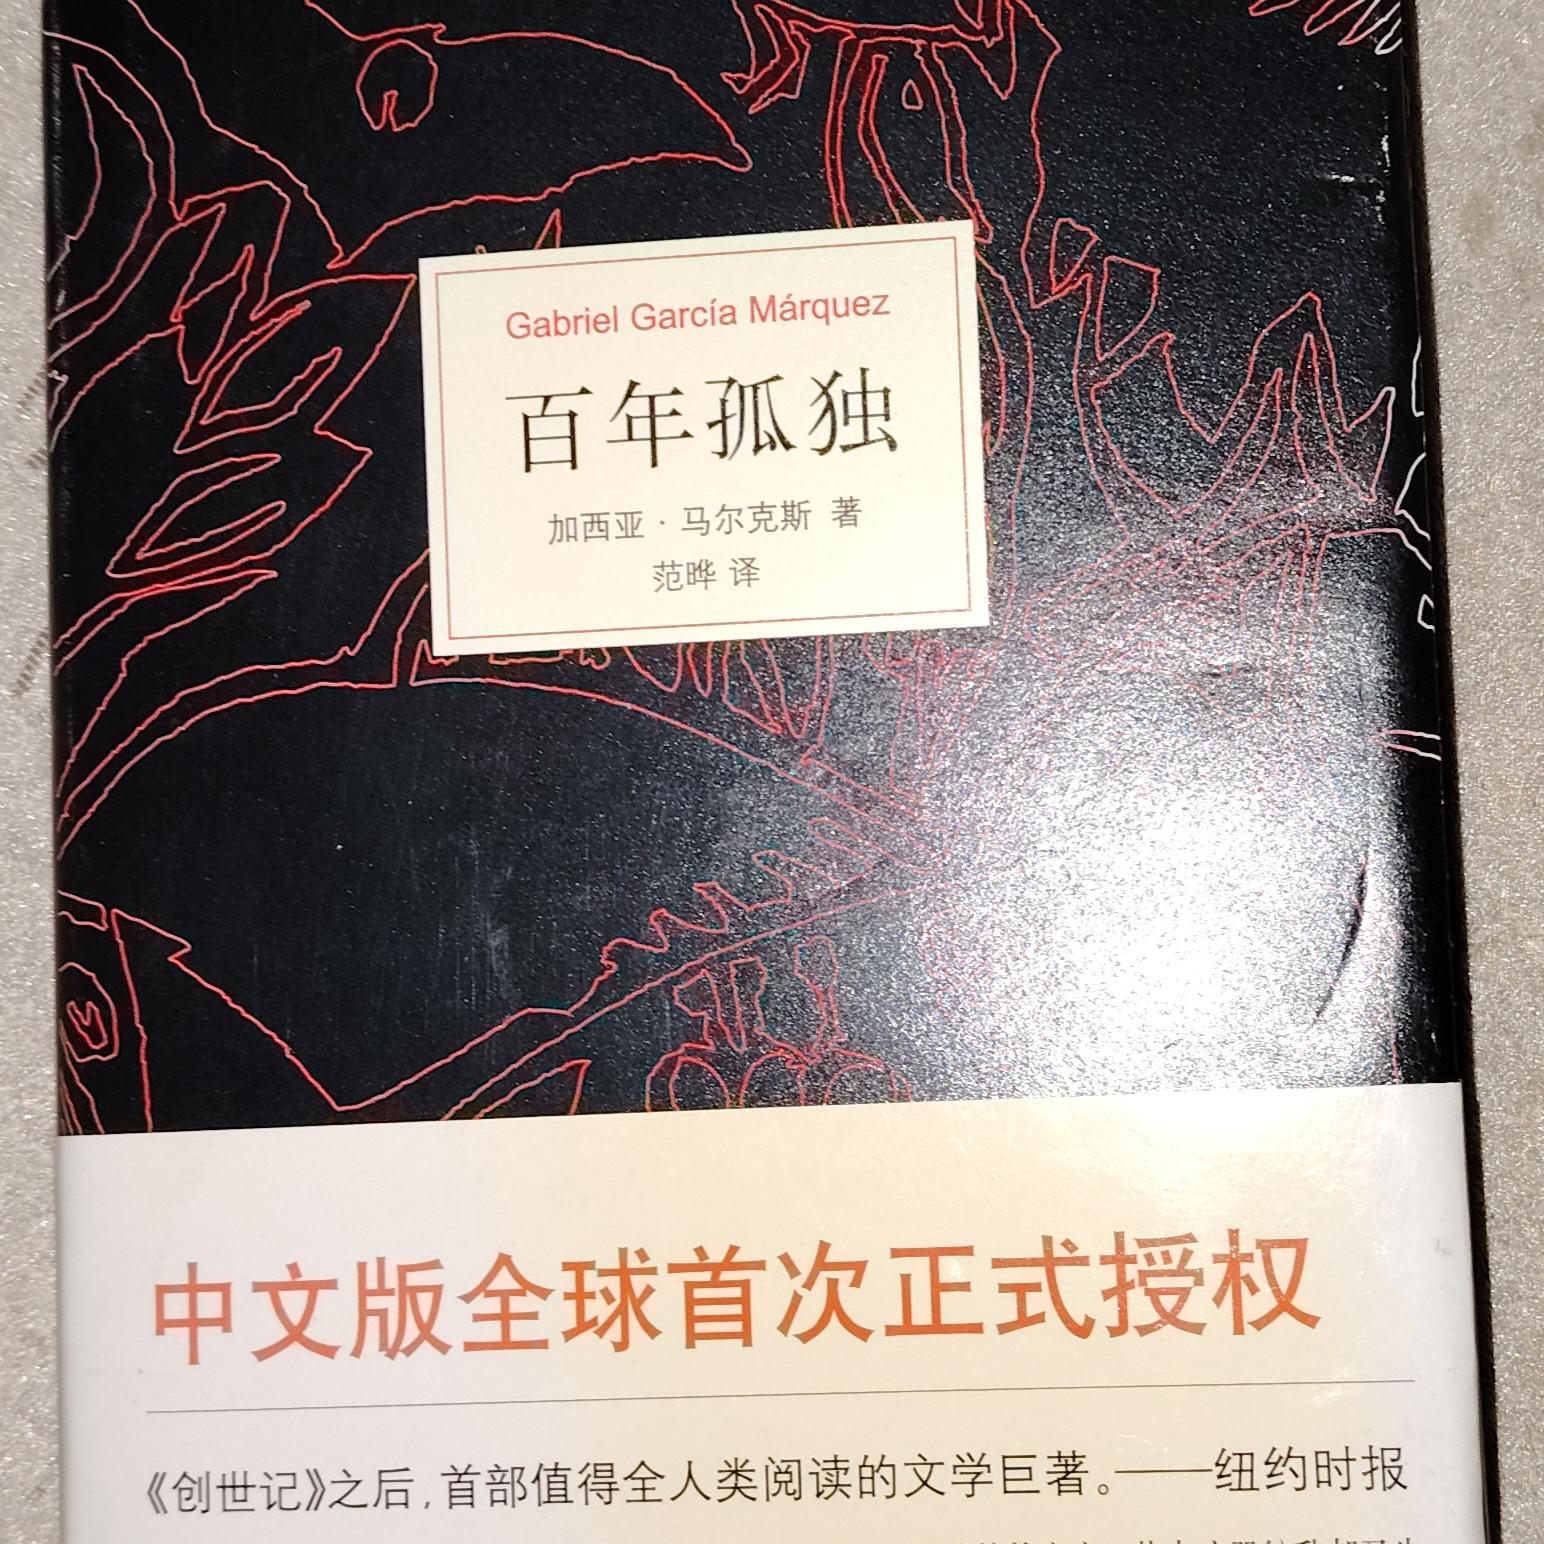 Gabriel García Márquez
百年孤独
加西亚·马尔克斯 著
范晔 译
中文版全球首次正式授权
《创世记》之后,首部值得全人类阅读的文学巨著。——纽约时报